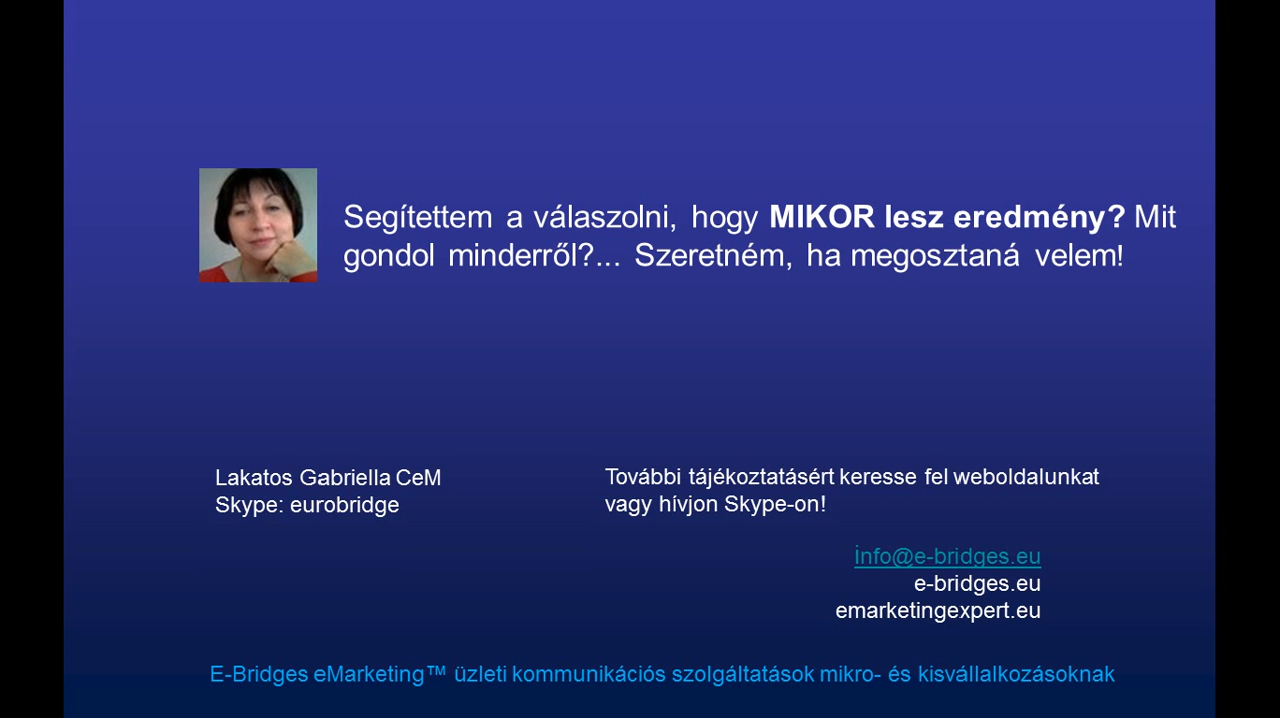 Segítettem a válaszolni, hogy MIKOR lesz eredmény? Mit
gondol minderről?... Szeretném, ha megosztaná velem!
Lakatos Gabriella CeM
Skype: eurobridge
További tájékoztatásért keresse fel weboldalunkat
vagy hívjon Skype-on!
info@e-bridges.eu
e-bridges.eu
emarketingexpert.eu
E-Bridges eMarketing™ üzleti kommunikációs szolgáltatások mikro- és kisvállalkozásoknak